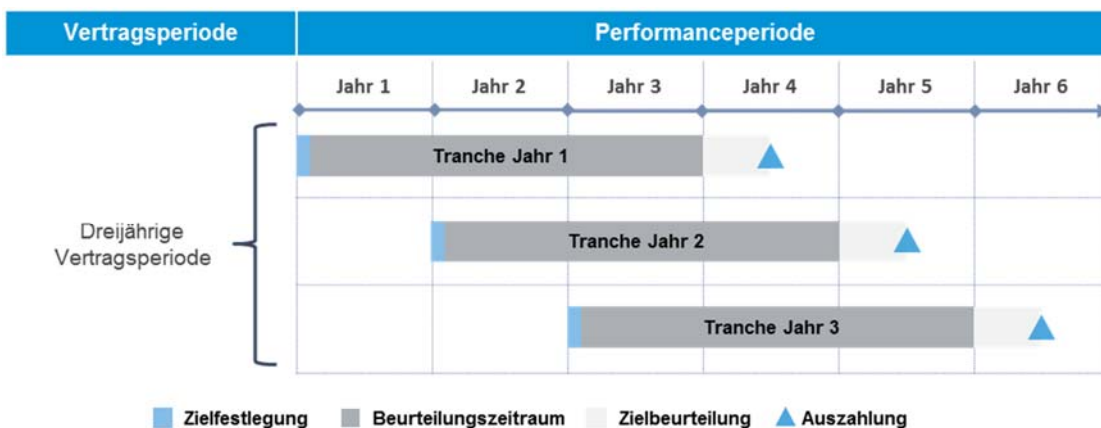 Vertragsperiode
Performanceperiode
Jahr 1
Jahr 2
Jahr 3
Jahr 4
Jahr 5
Jahr 6
Dreijährige
Vertragsperiode
Tranche Jahr 1
Tranche Jahr 2
Tranche Jahr 3
Zielfestlegung
Beurteilungszeitraum
Zielbeurteilung
Auszahlung